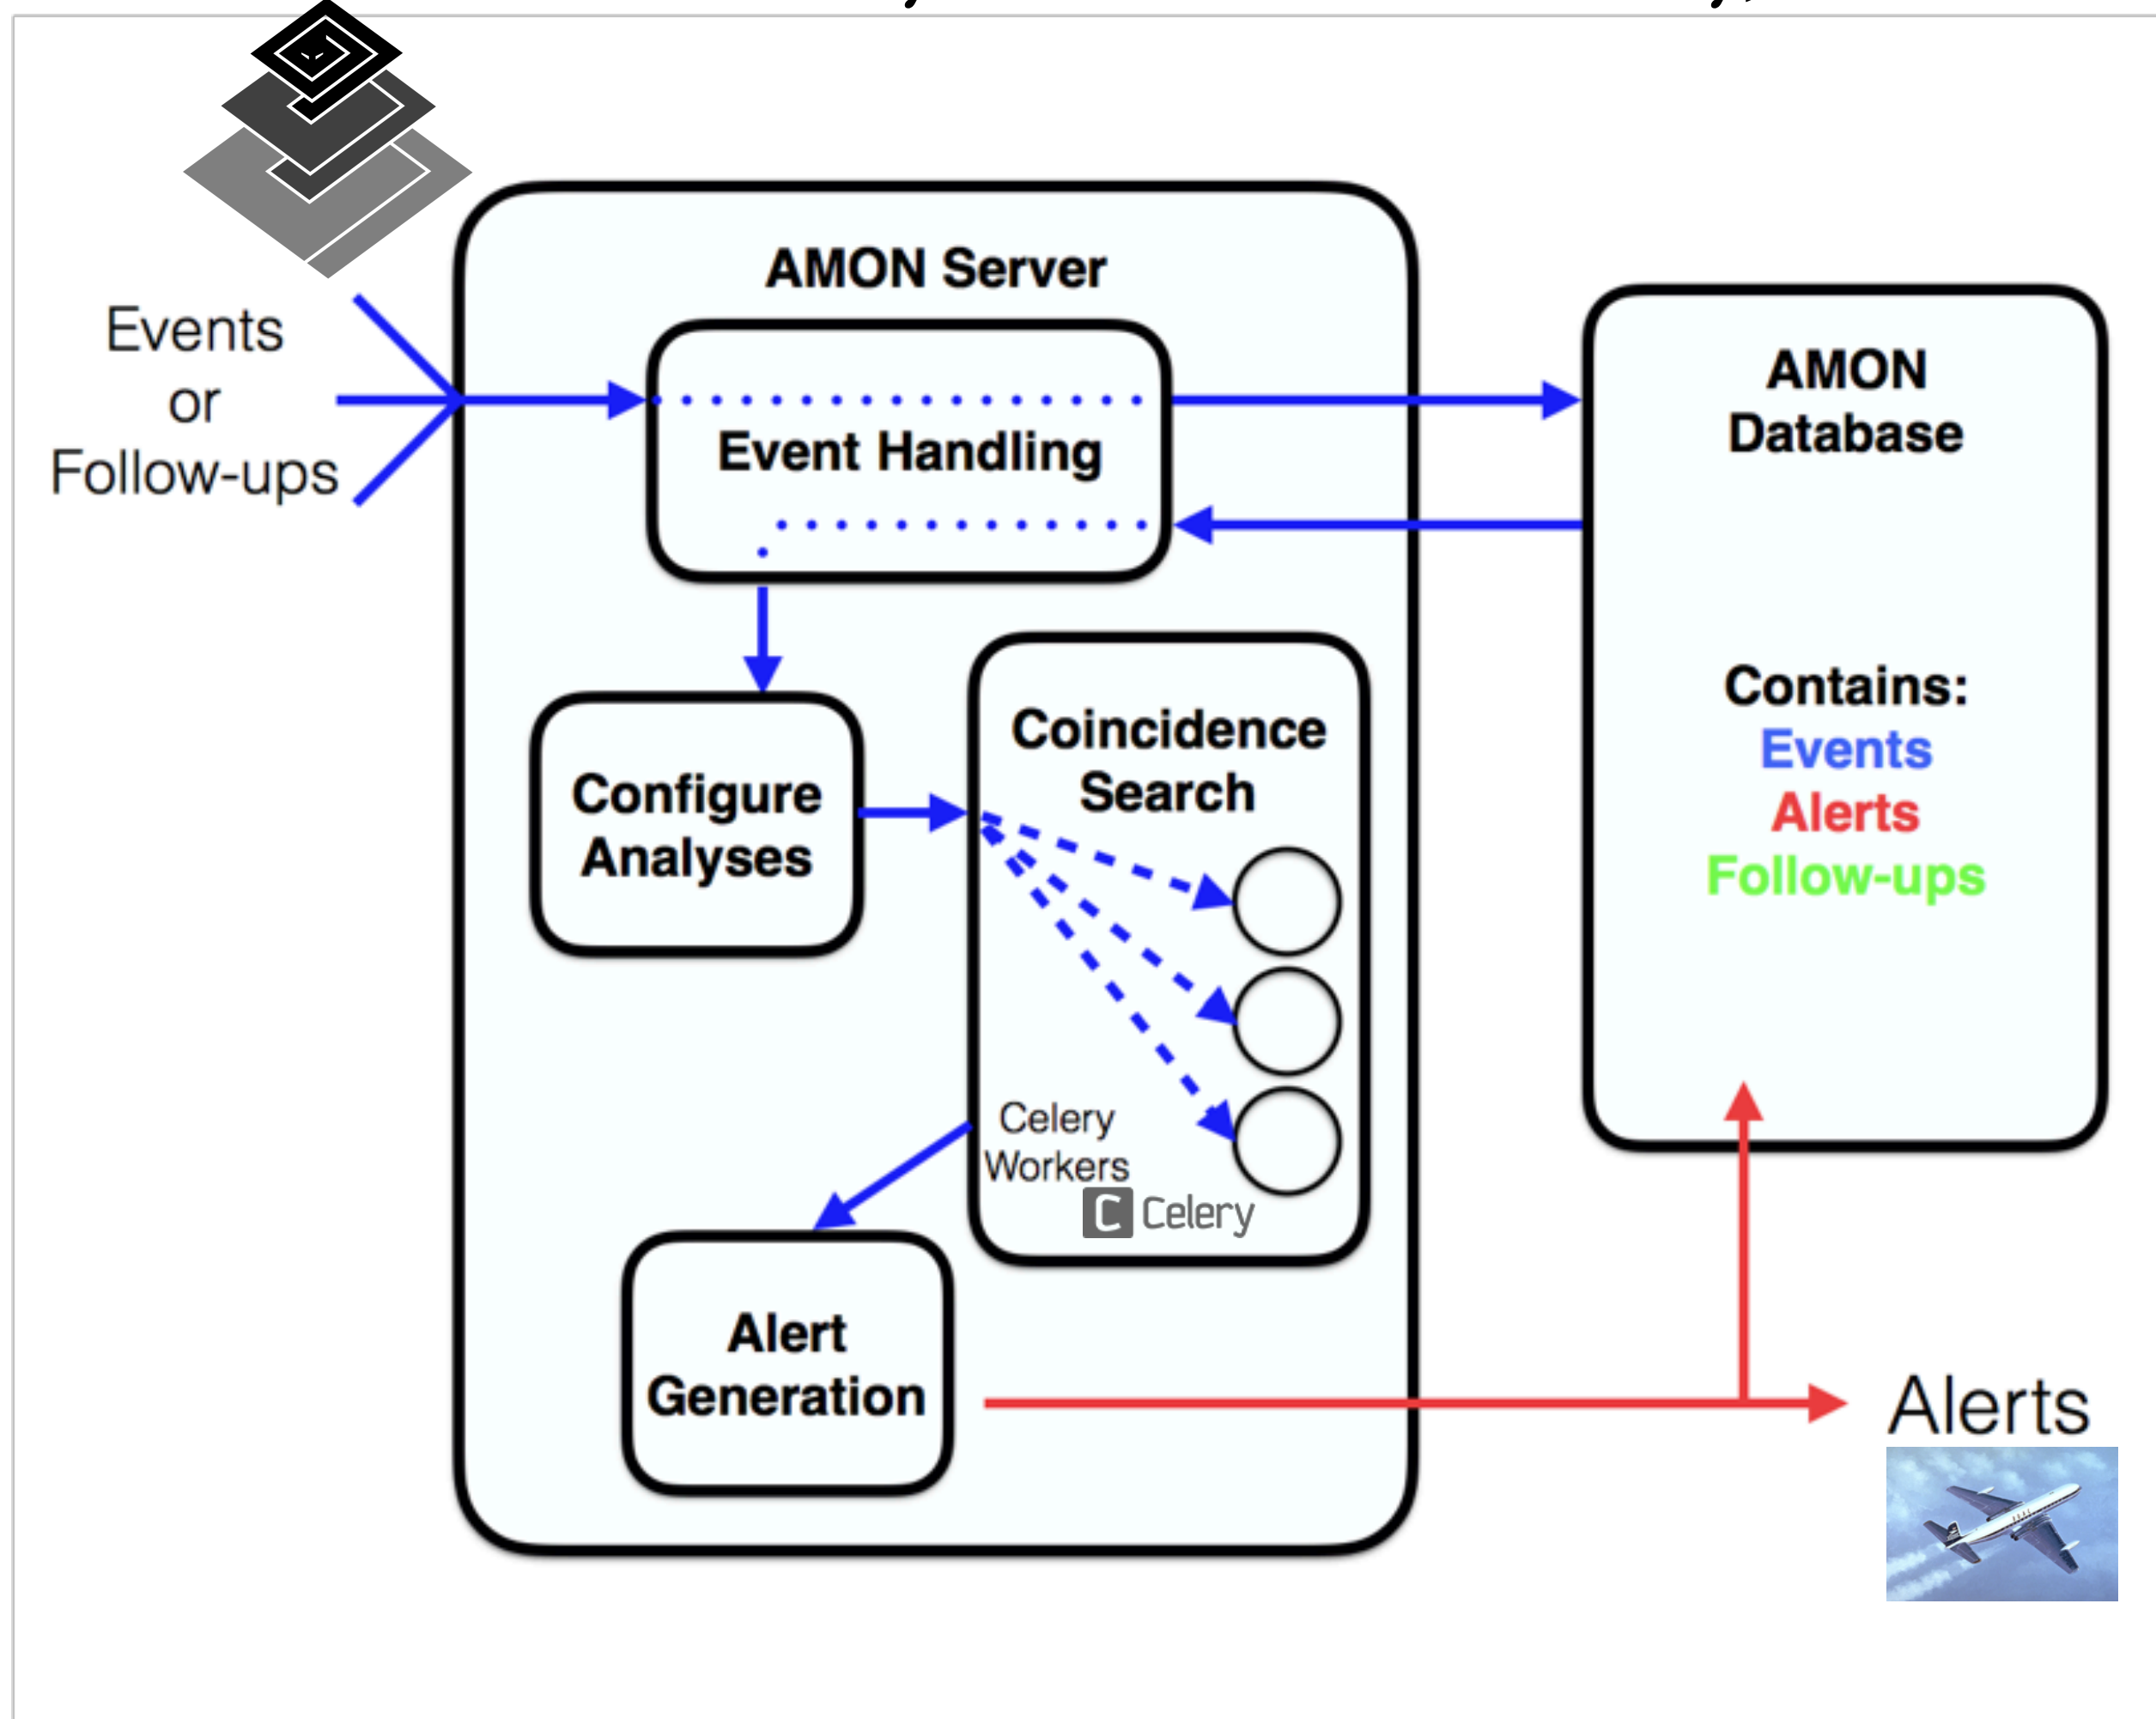 Events
or
Follow-ups
AMON Server
Event Handling
Configure
Analyses
Coincidence
Search
Celery
Workers
Celery
Alert
Generation
AMON
Database
Contains:
Events
Alerts
Follow-ups
Alerts